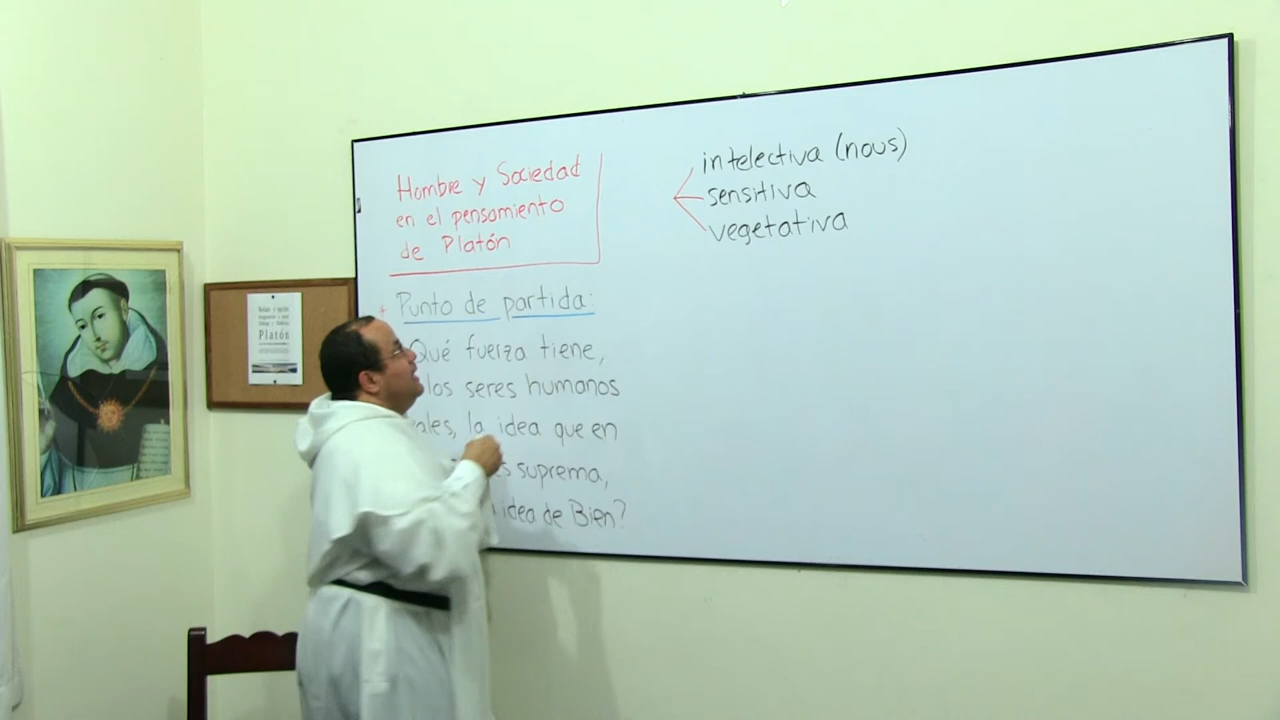 Hombre y Sociedad
en el pensamiento
de Platón
* Punto de partida:
Qué fuerza tiene,
los seres humanos
la idea que en
suprema,
idea de Bien?
intelectiva (nous)
sensitiva
vegetativa
Platón